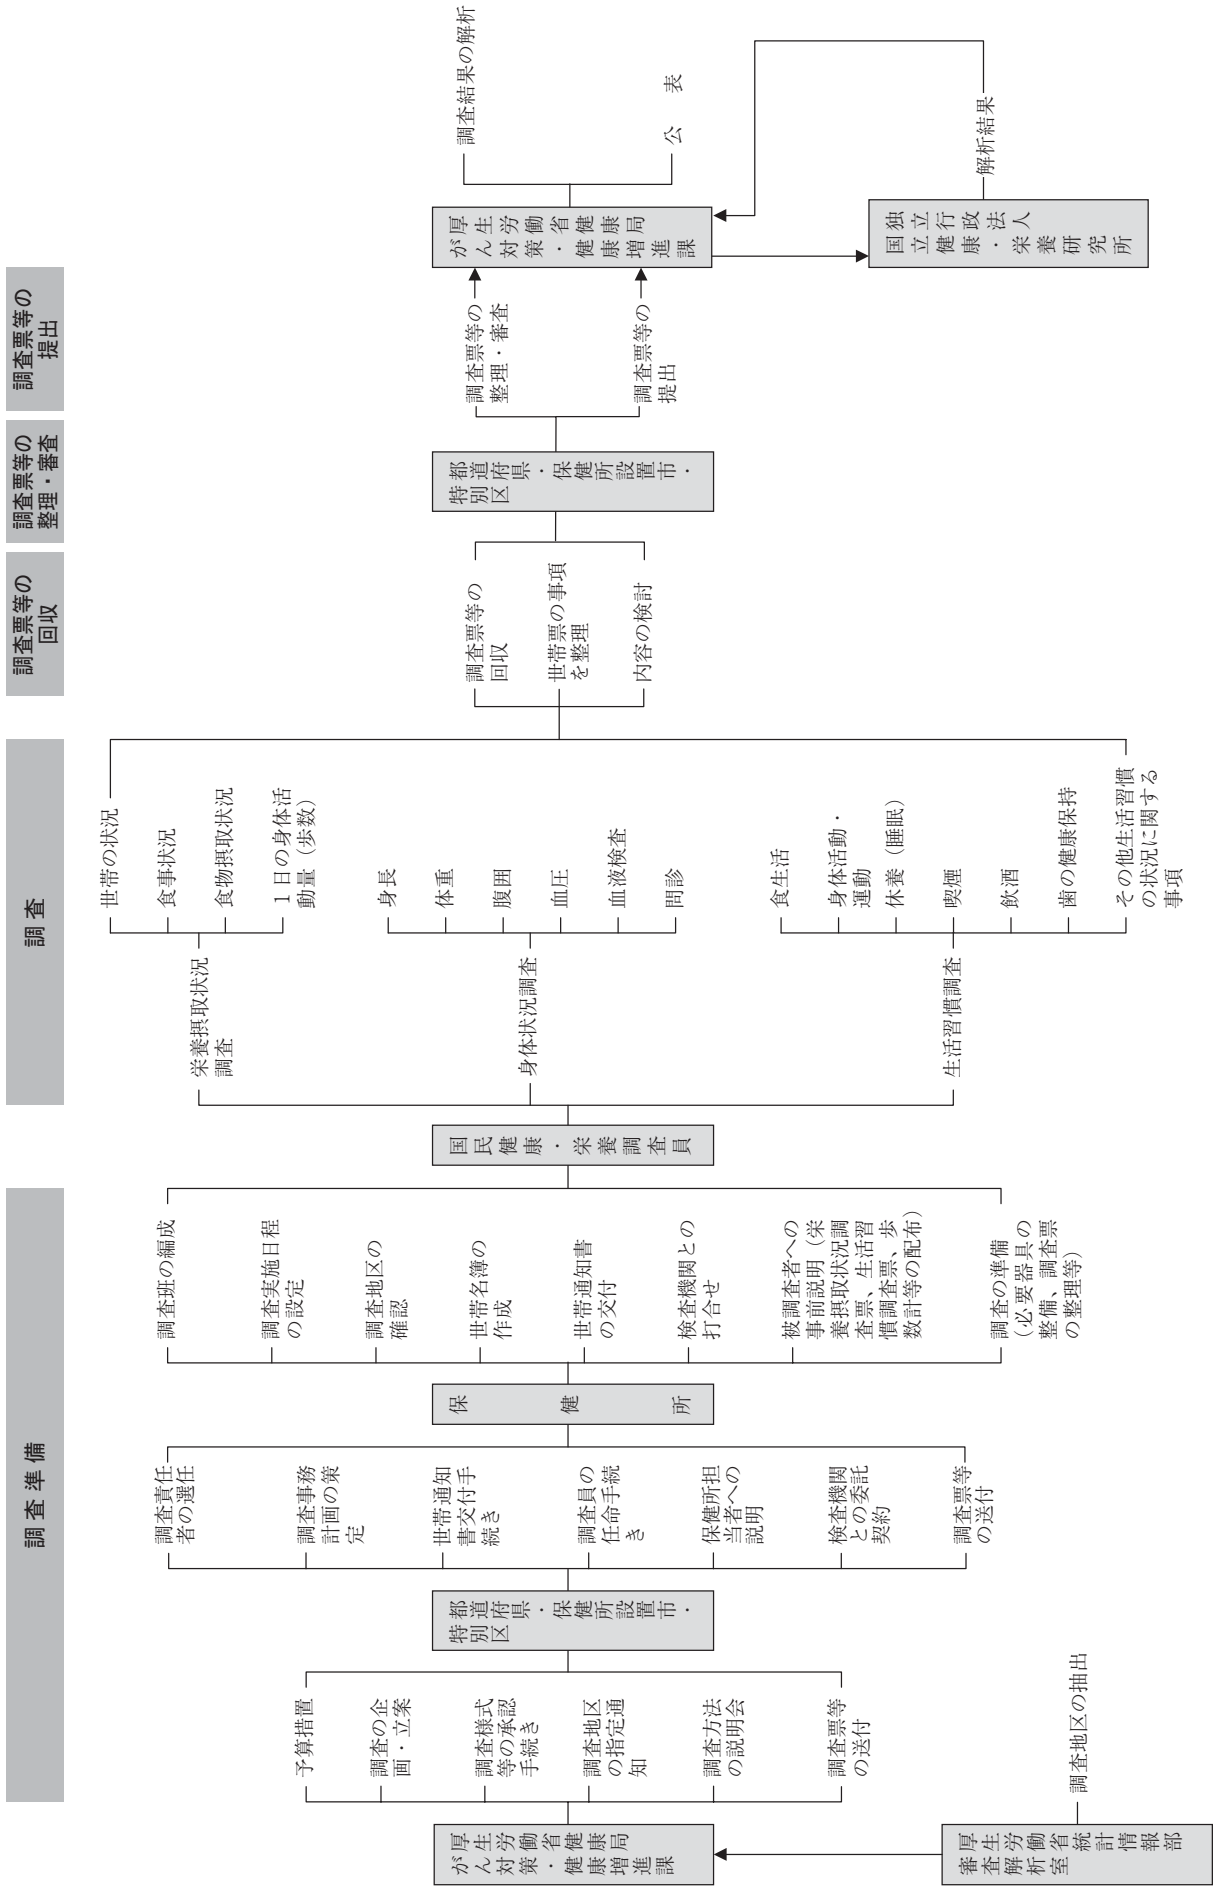 調査準備
調査
調査票等の
回収
調査票等の
整理・審査
調査票等の
提出
厚生労働省健康局
がん対策・健康増進課
厚生労働省統計情報部
審査解析室
調査地区の抽出
予算措置
調査の企
画・立案
調査様式
等の承認
手続き
調査地区
の指定通
知
調査方法
の説明会
調査票等
の送付
都道府県・保健所設置市・
特別区
調査責任
者の選任
調査事務
計画の策
定
世帯通知
書交付手
続き
調査員の
任命手続
き
保健所担
当者への
説明
検査機関
との委託
契約
調査票等
の送付
保健所
調査班の編成
調査実施日程
の設定
調査地区の
確認
世帯名簿の
作成
世帯通知書
の交付
検査機関との
打合せ
被調査者への
事前説明（栄
養摂取状況調
査票、生活習
慣調査票、歩
数計等の配布）
調査の準備
（必要器具の
整備、調査票
の整理等）
国民健康・栄養調査員
栄養摂取状況
調査
世帯の状況
食事状況
食物摂取状況
１日の身体活
動量（歩数）
身体状況調査
身長
体重
腹囲
血圧
血液検査
問診
生活習慣調査
食生活
身体活動・
運動
休養（睡眠）
喫煙
飲酒
歯の健康保持
その他生活習慣
の状況に関する
事項
調査票等の
回収
世帯票の事項
を整理
内容の検討
都道府県・保健所設置市・
特別区
調査票等の
整理・審査
調査票等の
提出
厚生労働省健康局
がん対策・健康増進課
調査結果の解析
公表
独立行政法人
国立健康・栄養研究所
解析結果